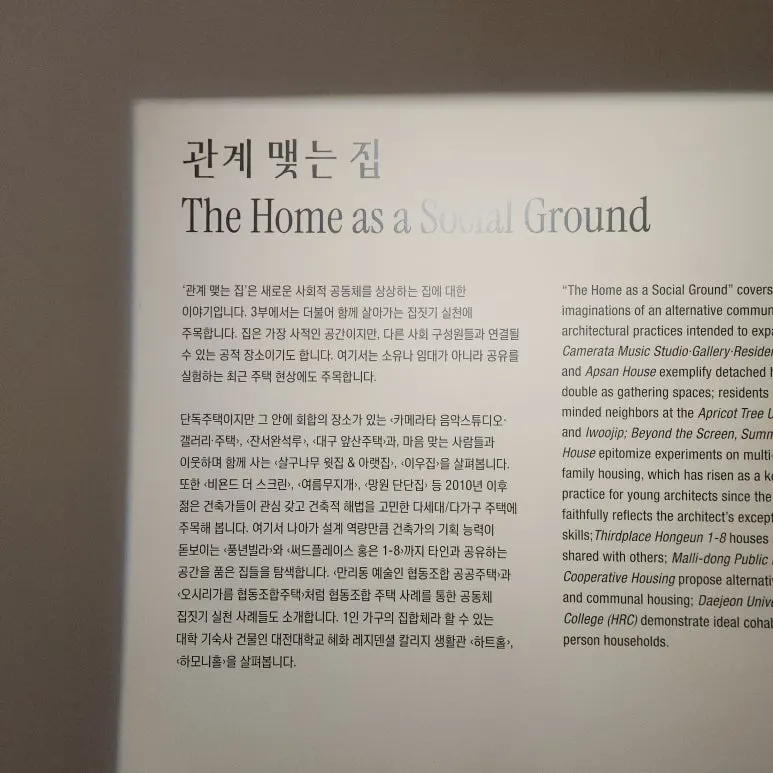 관계 맺는 집
The Home as a Social Ground
‘관계 맺는 집’은 새로운 사회적 공동체를 상상하는 집에 대한
이야기입니다. 3부에서는 더불어 함께 살아가는 집짓기 실천에
주목합니다. 집은 가장 사적인 공간이지만, 다른 사회 구성원들과 연결될
수 있는 공적 장소이기도 합니다. 여기서는 소유나 임대가 아니라 공유를
실험하는 최근 주택 현상에도 주목합니다.
단독주택이지만 그 안에 회합의 장소가 있는 ‹카메라타 음악스튜디오·
갤러리·주택›, ‹잔서완석루›, ‹대구 앞산주택›과, 마음 맞는 사람들과
이웃하며 함께 사는 ‹살구나무 윗집 & 아랫집›, ‹이우집›을 살펴봅니다.
또한 ‹비욘드 더 스크린›, ‹여름무지개›, ‹망원 단단집› 등 2010년 이후
젊은 건축가들이 관심 갖고 건축적 해법을 고민한 다세대/다가구 주택에
주목해 봅니다. 여기서 나아가 설계 역량만큼 건축가의 기획 능력이
돋보이는 ‹풍년빌라›와 ‹써드플레이스 홍은 1-8›까지 타인과 공유하는
공간을 품은 집들을 탐색합니다. ‹만리동 예술인 협동조합 공공주택›과
‹오시리가름 협동조합주택›처럼 협동조합 주택 사례를 통한 공동체
집짓기 실천 사례들도 소개합니다. 1인 가구의 집합체라 할 수 있는
대학 기숙사 건물인 대전대학교 혜화 레지덴셜 칼리지 생활관 ‹하트홀›,
‹하모니홀›을 살펴봅니다.
“The Home as a Social Ground” covers
imaginations of an alternative
architectural practices intended to
Camerata Music Studio·Gallery·
and Apsan House exemplify detached
double as gathering spaces; residents
minded neighbors at the Apricot Tree
and Iwoojip; Beyond the Screen,
House epitomize experiments on
family housing, which has risen as a
practice for young architects since the
faithfully reflects the architect’s
skills; Thirdplace Hongeun 1-8 houses
shared with others; Malli-dong Public
Cooperative Housing propose
and communal housing; Daejeon
College (HRC) demonstrate ideal
person households.